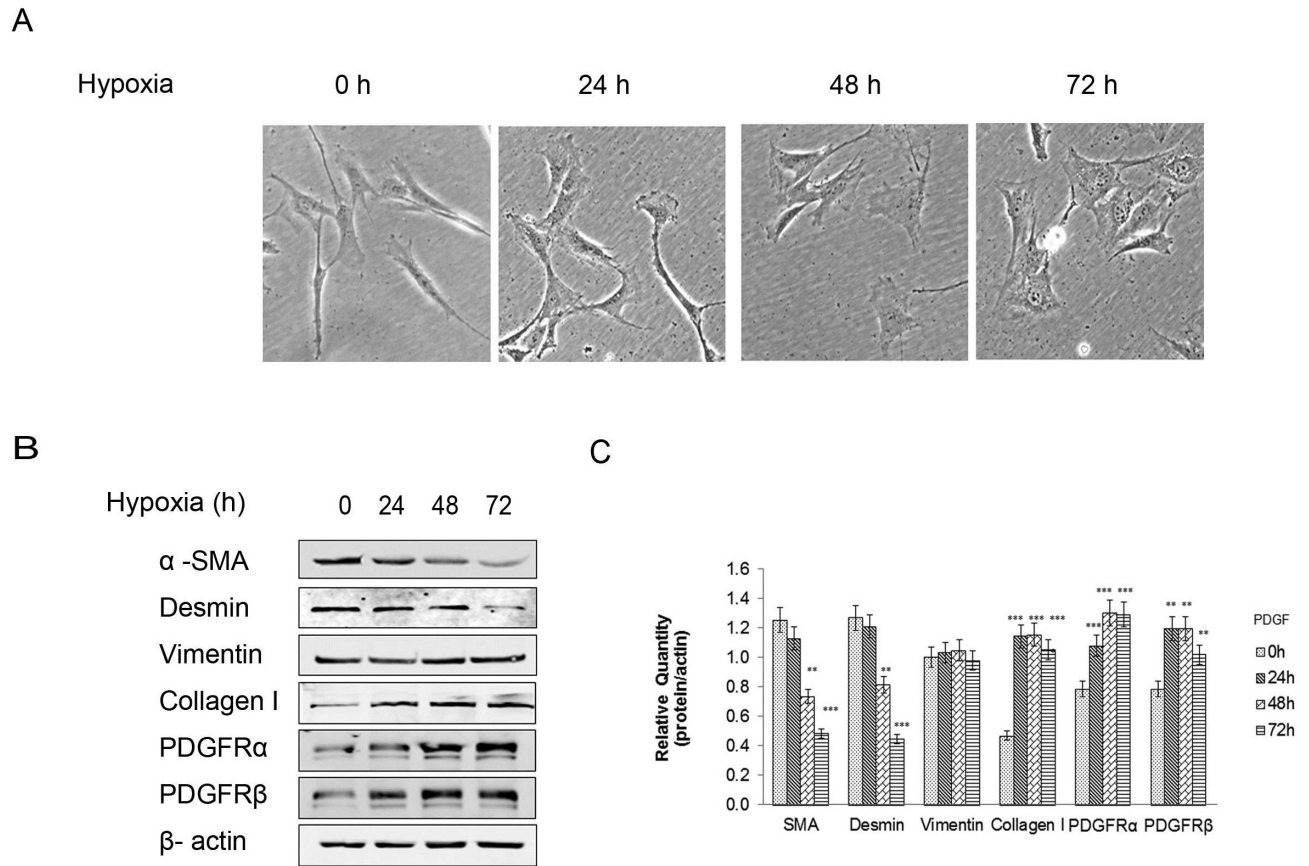 A
Hypoxia 0 h 24 h 48 h 72 h
B
Hypoxia (h) 0 24 48 72
α -SMA
Desmin
Vimentin
Collagen I
PDGFRα
PDGFRβ
β- actin
C
Relative Quantity
(protein/actin)
1.6
1.4
1.2
1.0
0.8
0.6
0.4
0.2
0.0
** *** ** *** *** *** *** *** *** *** ** ** **
SMA Desmin Vimentin Collagen I PDGFRα PDGFRβ
PDGF
0h
24h
48h
72h